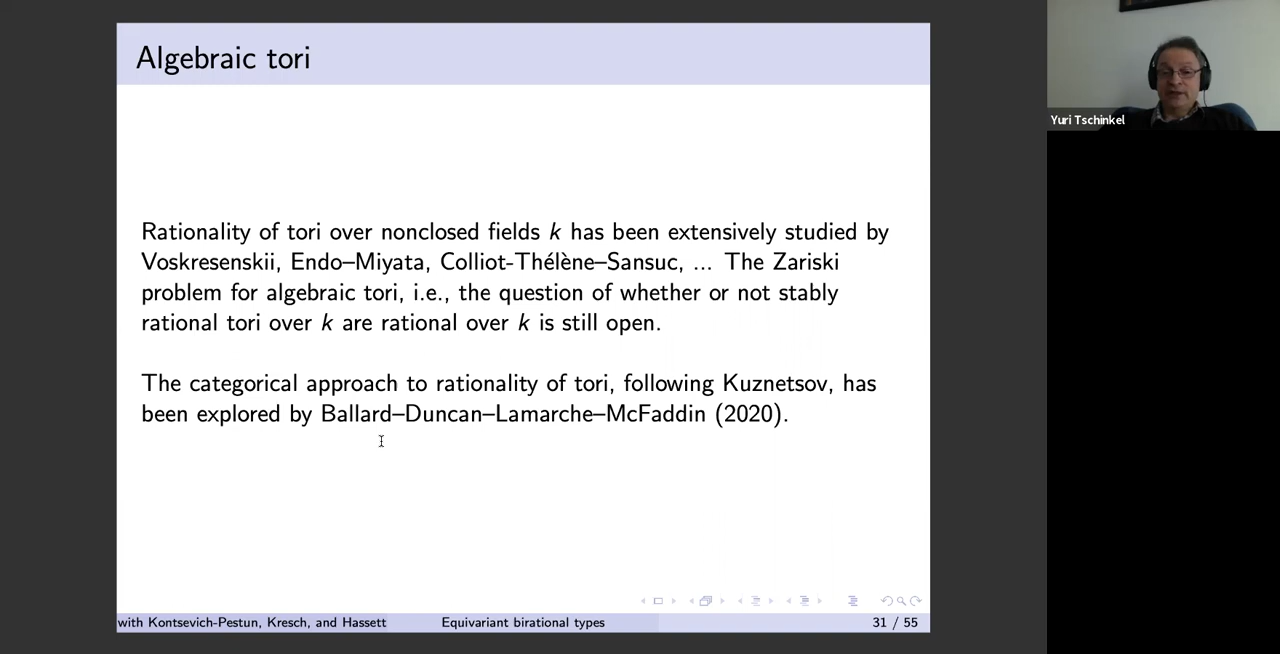 Algebraic tori
Yuri Tschinkel
Rationality of tori over nonclosed fields k has been extensively studied by
Voskresenskii, Endo–Miyata, Colliot-Thélène–Sansuc, ... The Zariski
problem for algebraic tori, i.e., the question of whether or not stably
rational tori over k are rational over k is still open.
The categorical approach to rationality of tori, following Kuznetsov, has
been explored by Ballard–Duncan–Lamarche–McFaddin (2020).
with Kontsevich-Pestun, Kresch, and Hassett
Equivariant birational types
31 / 55